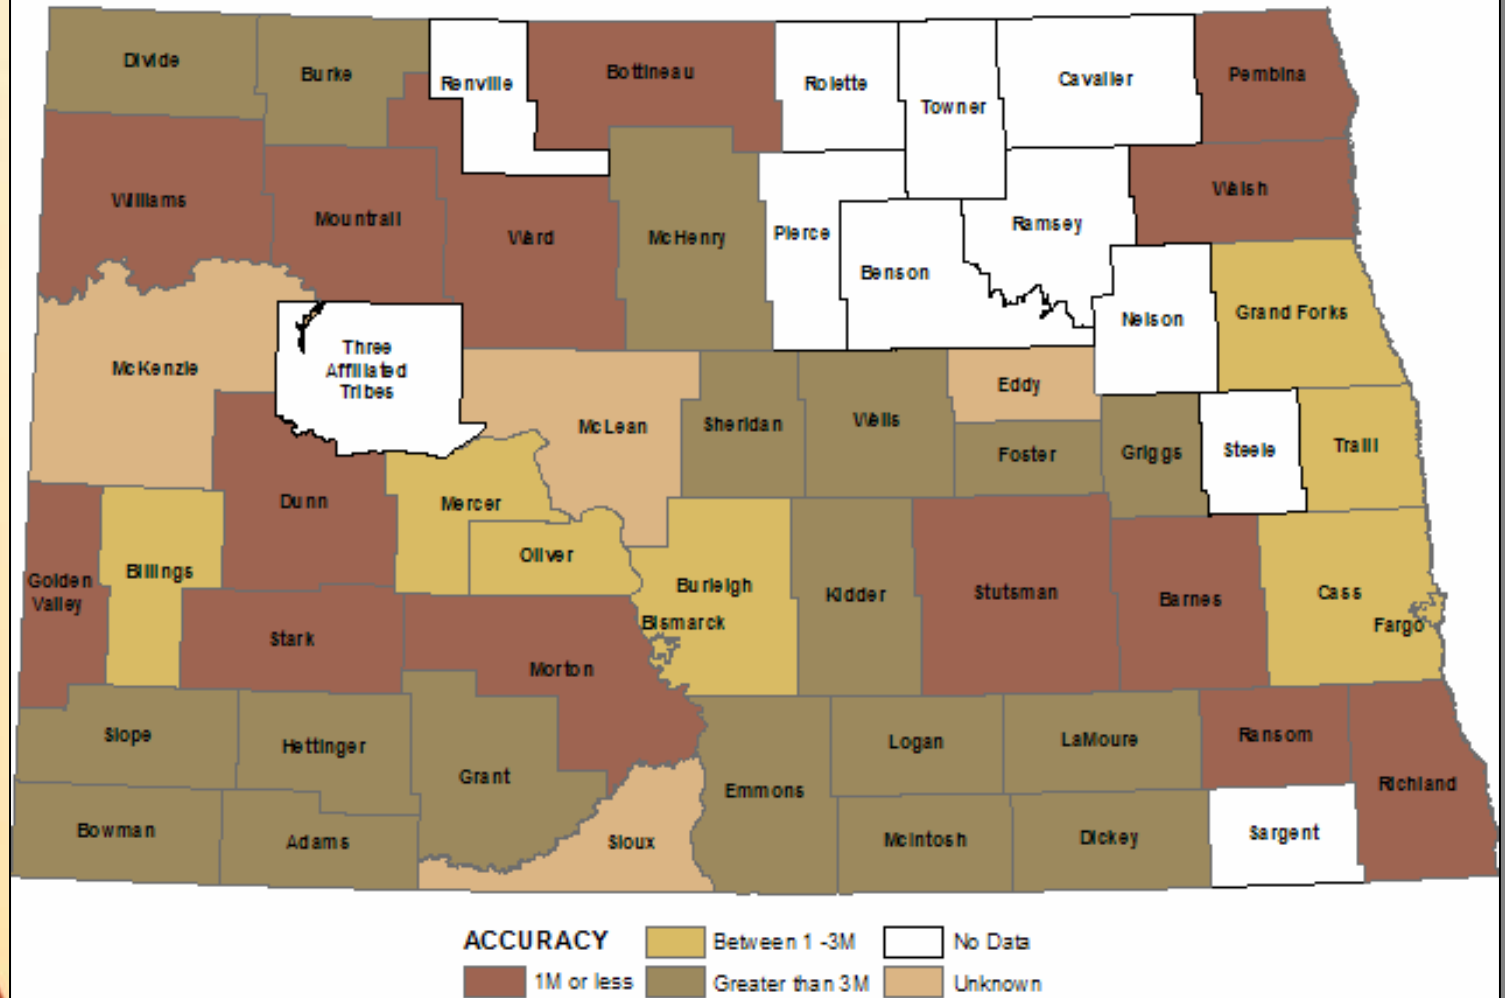 Divide
Burke
Renville
Bottineau
Rolette
Towner
Cavalier
Pembina
Williams
Mountrail
Ward
McHenry
Pierce
Benson
Ramsey
Walsh
Nelson
Grand Forks
McKenzie
Three
Affiliated
Tribes
McLean
Sheridan
Wells
Eddy
Foster
Griggs
Steele
Traill
Dunn
Mercer
Oliver
Golden
Valley
Billings
Burleigh
Bismarck
Kidder
Stutsman
Barnes
Cass
Fargo
Stark
Morton
Slope
Hettinger
Grant
Emmons
Logan
LaMoure
Ransom
Richland
Bowman
Adams
Sioux
McIntosh
Dickey
Sargent
ACCURACY
Between 1 -3M
No Data
1M or less
Greater than 3M
Unknown